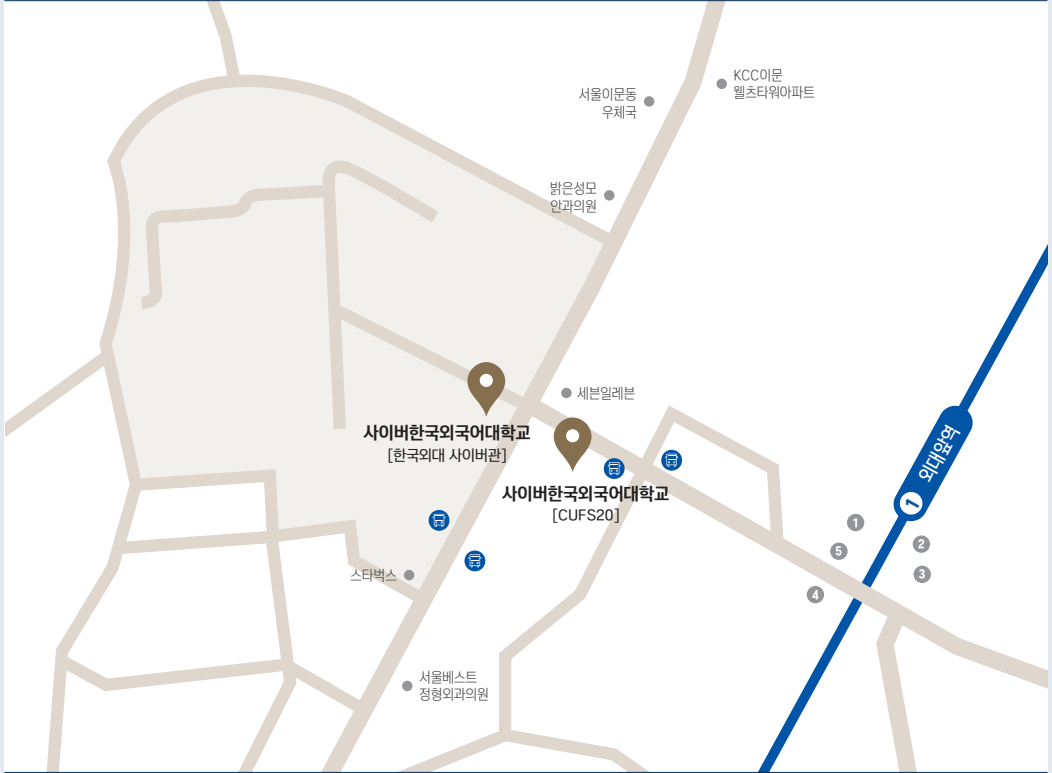 KCC이문
웰츠타워아파트
서울이문동
우체국
밝은성모
안과의원
세븐일레븐
사이버한국외국어대학교
[한국외대 사이버관]
사이버한국외국어대학교
[CUFS20]
외대앞역
1
1
2
5
3
4
스타벅스
서울베스트
정형외과의원